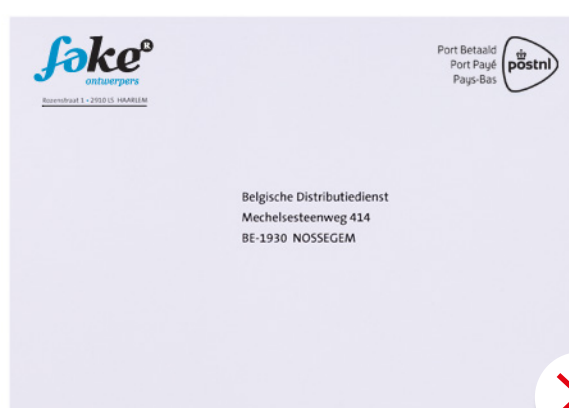 foke®
ontwerpers
Rozenstraat 1 • 2910 LS HAARLEM
Port Betaald
Port Payé
Pays-Bas
postnl
Belgische Distributiedienst
Mechelsesteenweg 414
BE-1930 NOSSEGEM